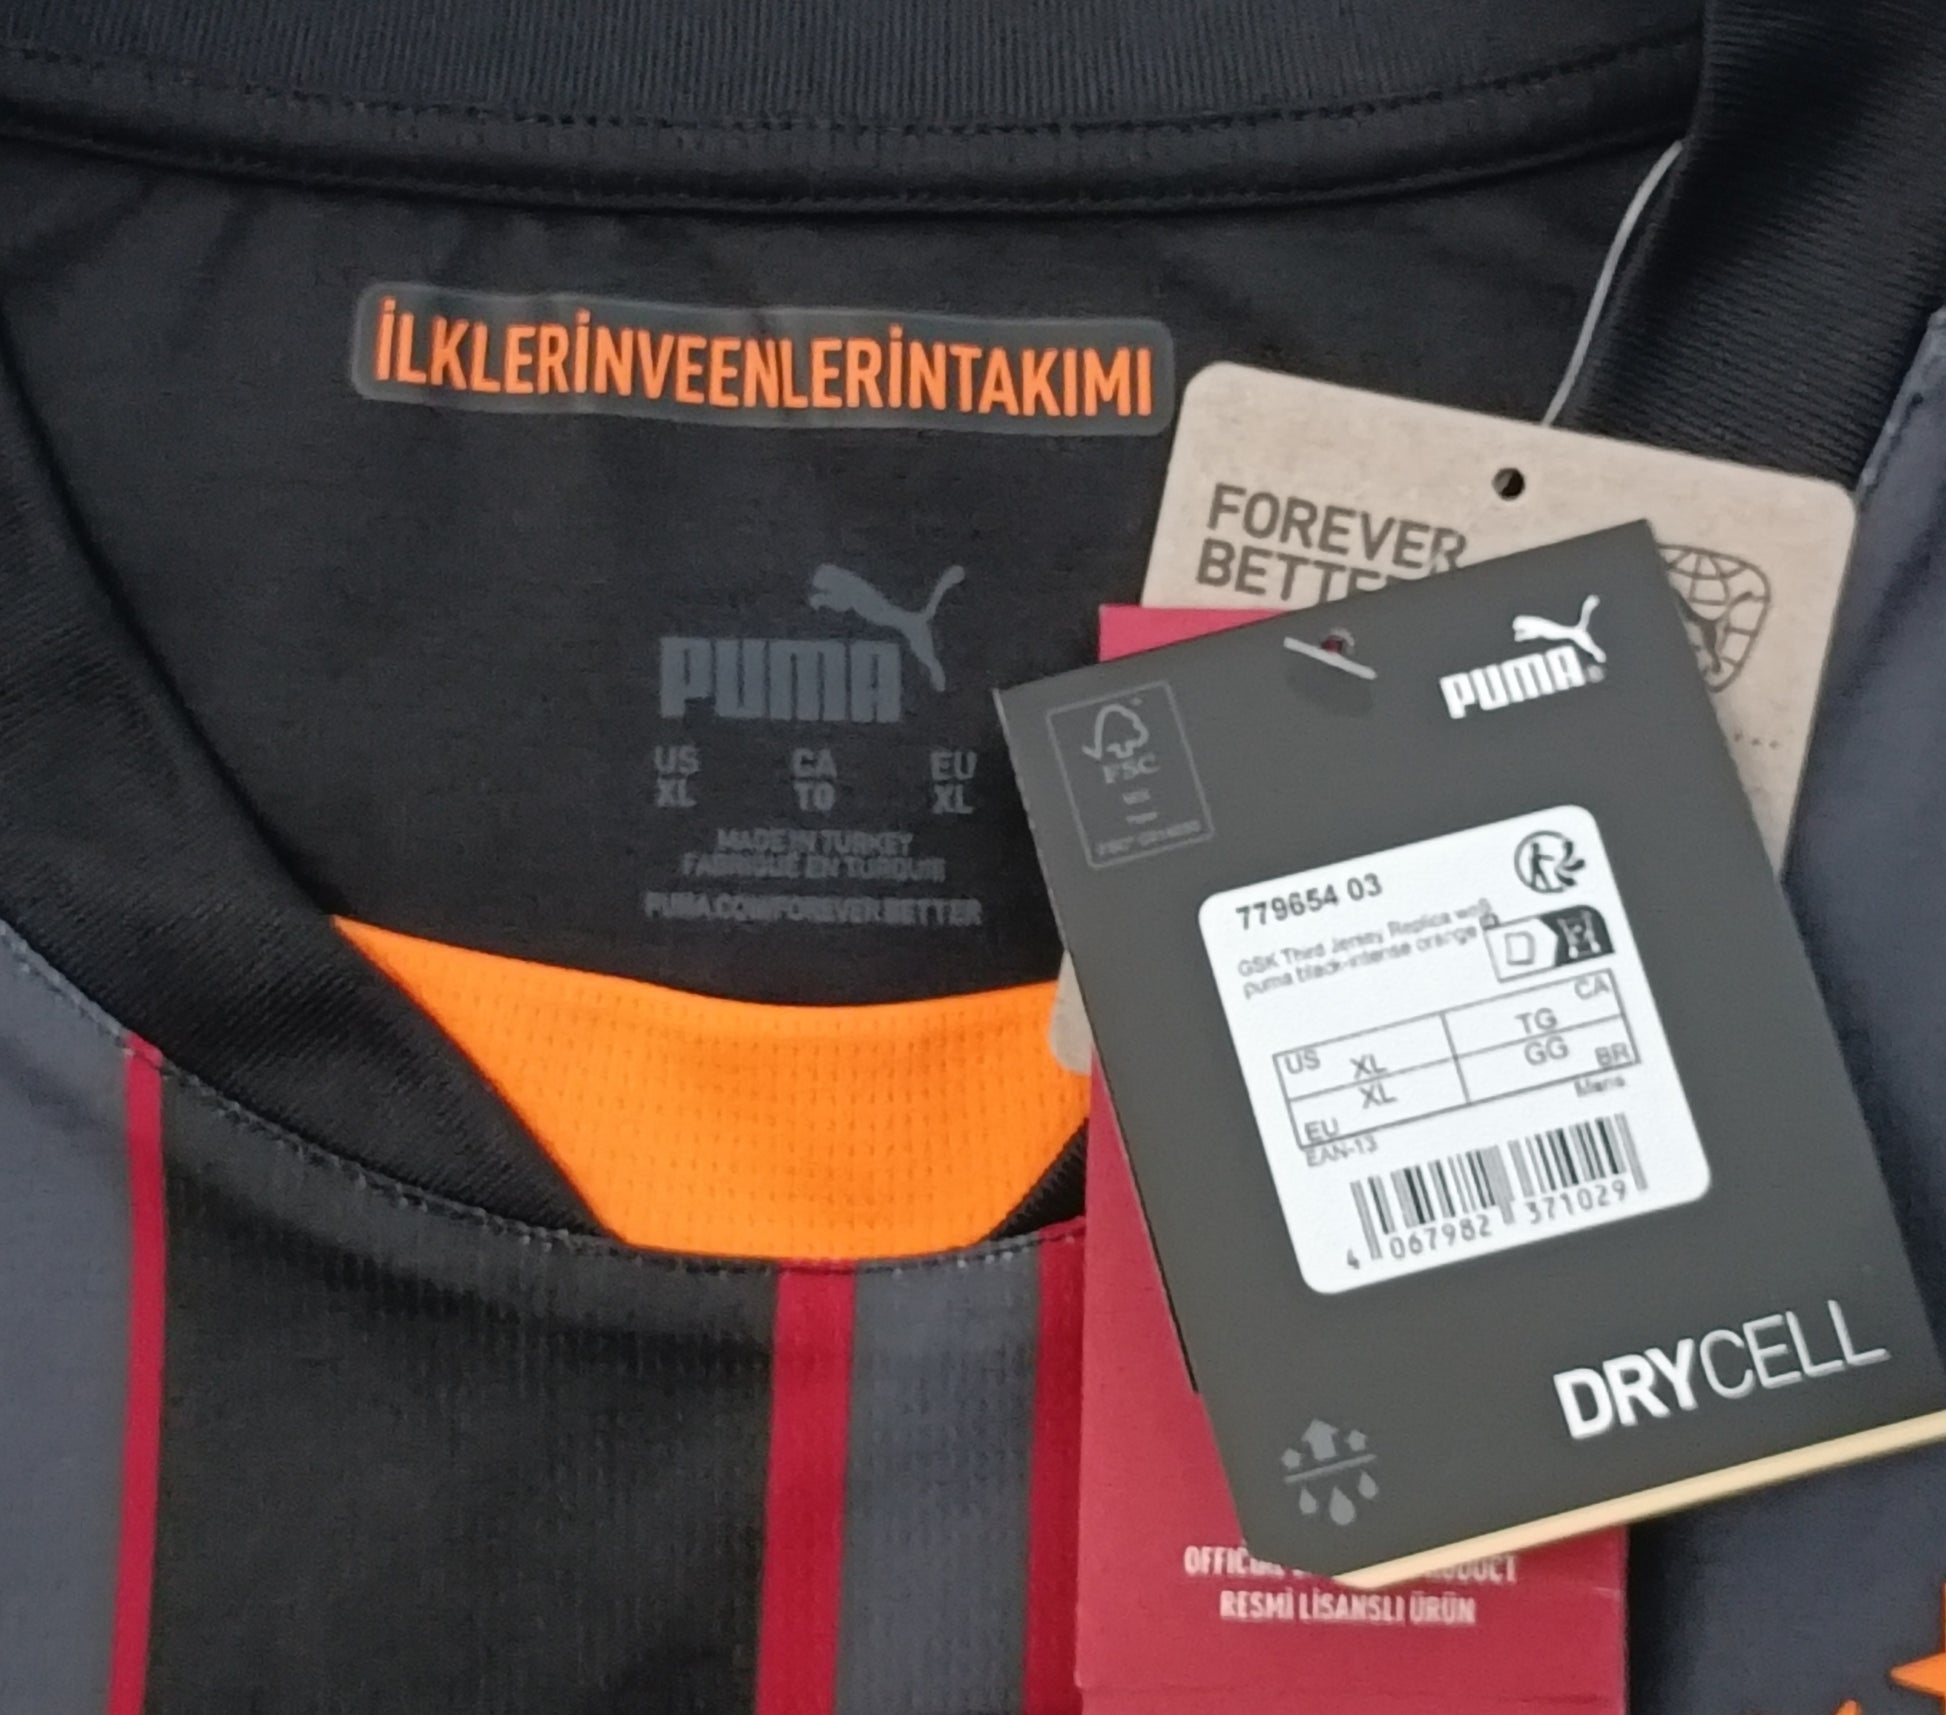 İLKLERİNVEENLERİNTAKIMI
PUMA
US CA EU
XL TG XL
MADE IN TURKEY
FABRIQUÉ EN TURQUIE
PUMA.COM/FOREVERBETTER
FOREVER
BETTE
PUMA
FSC
779654 03
GSK Third Jersey Replica
puma black-intense orange
US XL TG CA
EU XL GG BR
Mens
EAN-13
4 067982 371029
DRYCELL
RESMİ LİSANSLI ÜRÜN